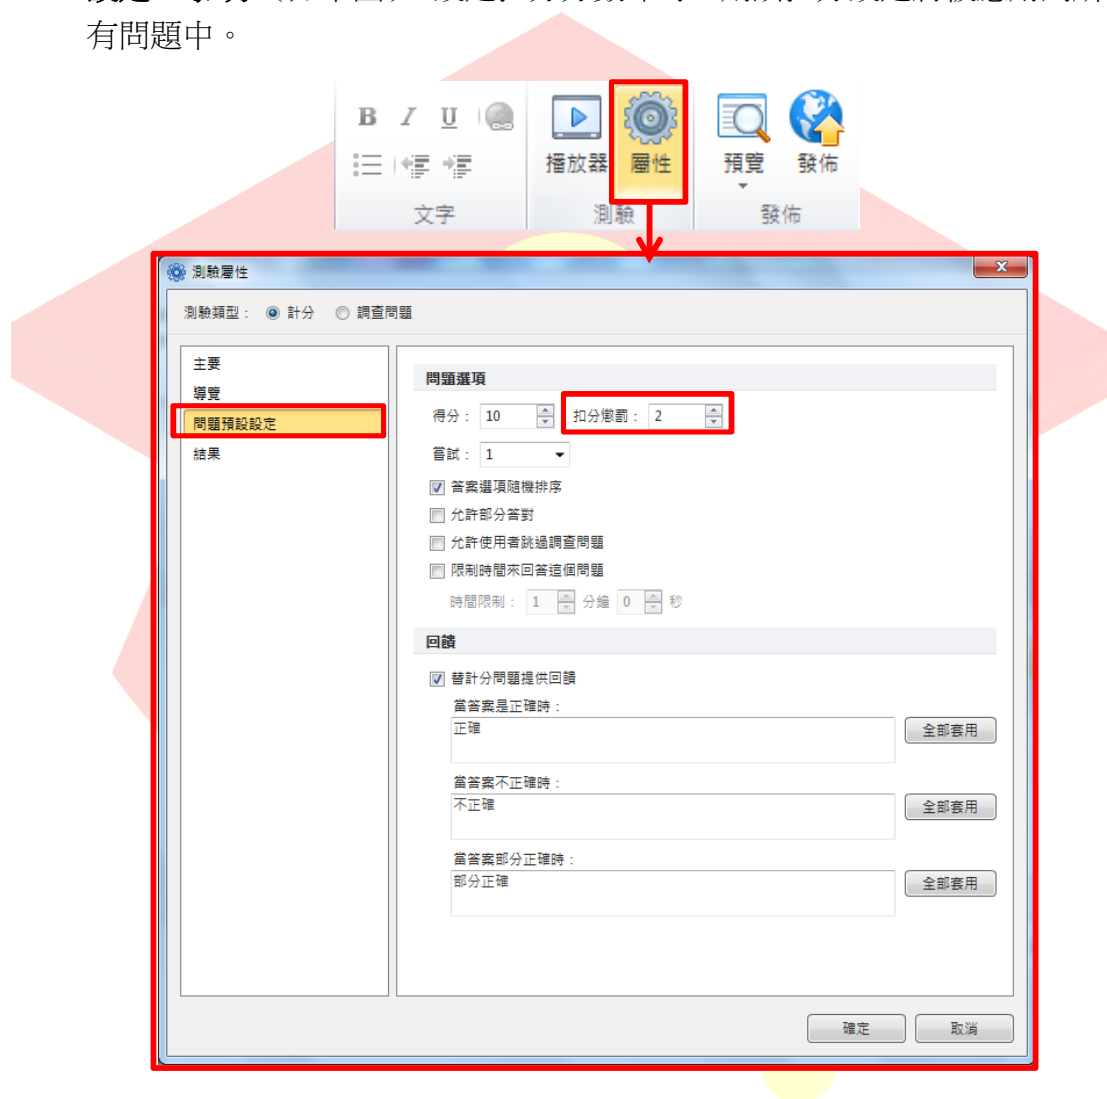 有問題中。
B I U
播放器 屬性 預覽 發佈
文字 測驗 發佈
測驗屬性
測驗類型： 計分 調查問題
主要
導覽
問題預設設定
結果
問題選項
得分： 10 扣分懲罰： 2
嘗試： 1
答案選項隨機排序
允許部分答對
允許使用者跳過調查問題
限制時間來回答這個問題
時間限制： 1 分鐘 0 秒
回饋
替計分問題提供回饋
當答案是正確時：
正確
全部套用
當答案不正確時：
不正確
全部套用
當答案部分正確時：
部分正確
全部套用
確定 取消